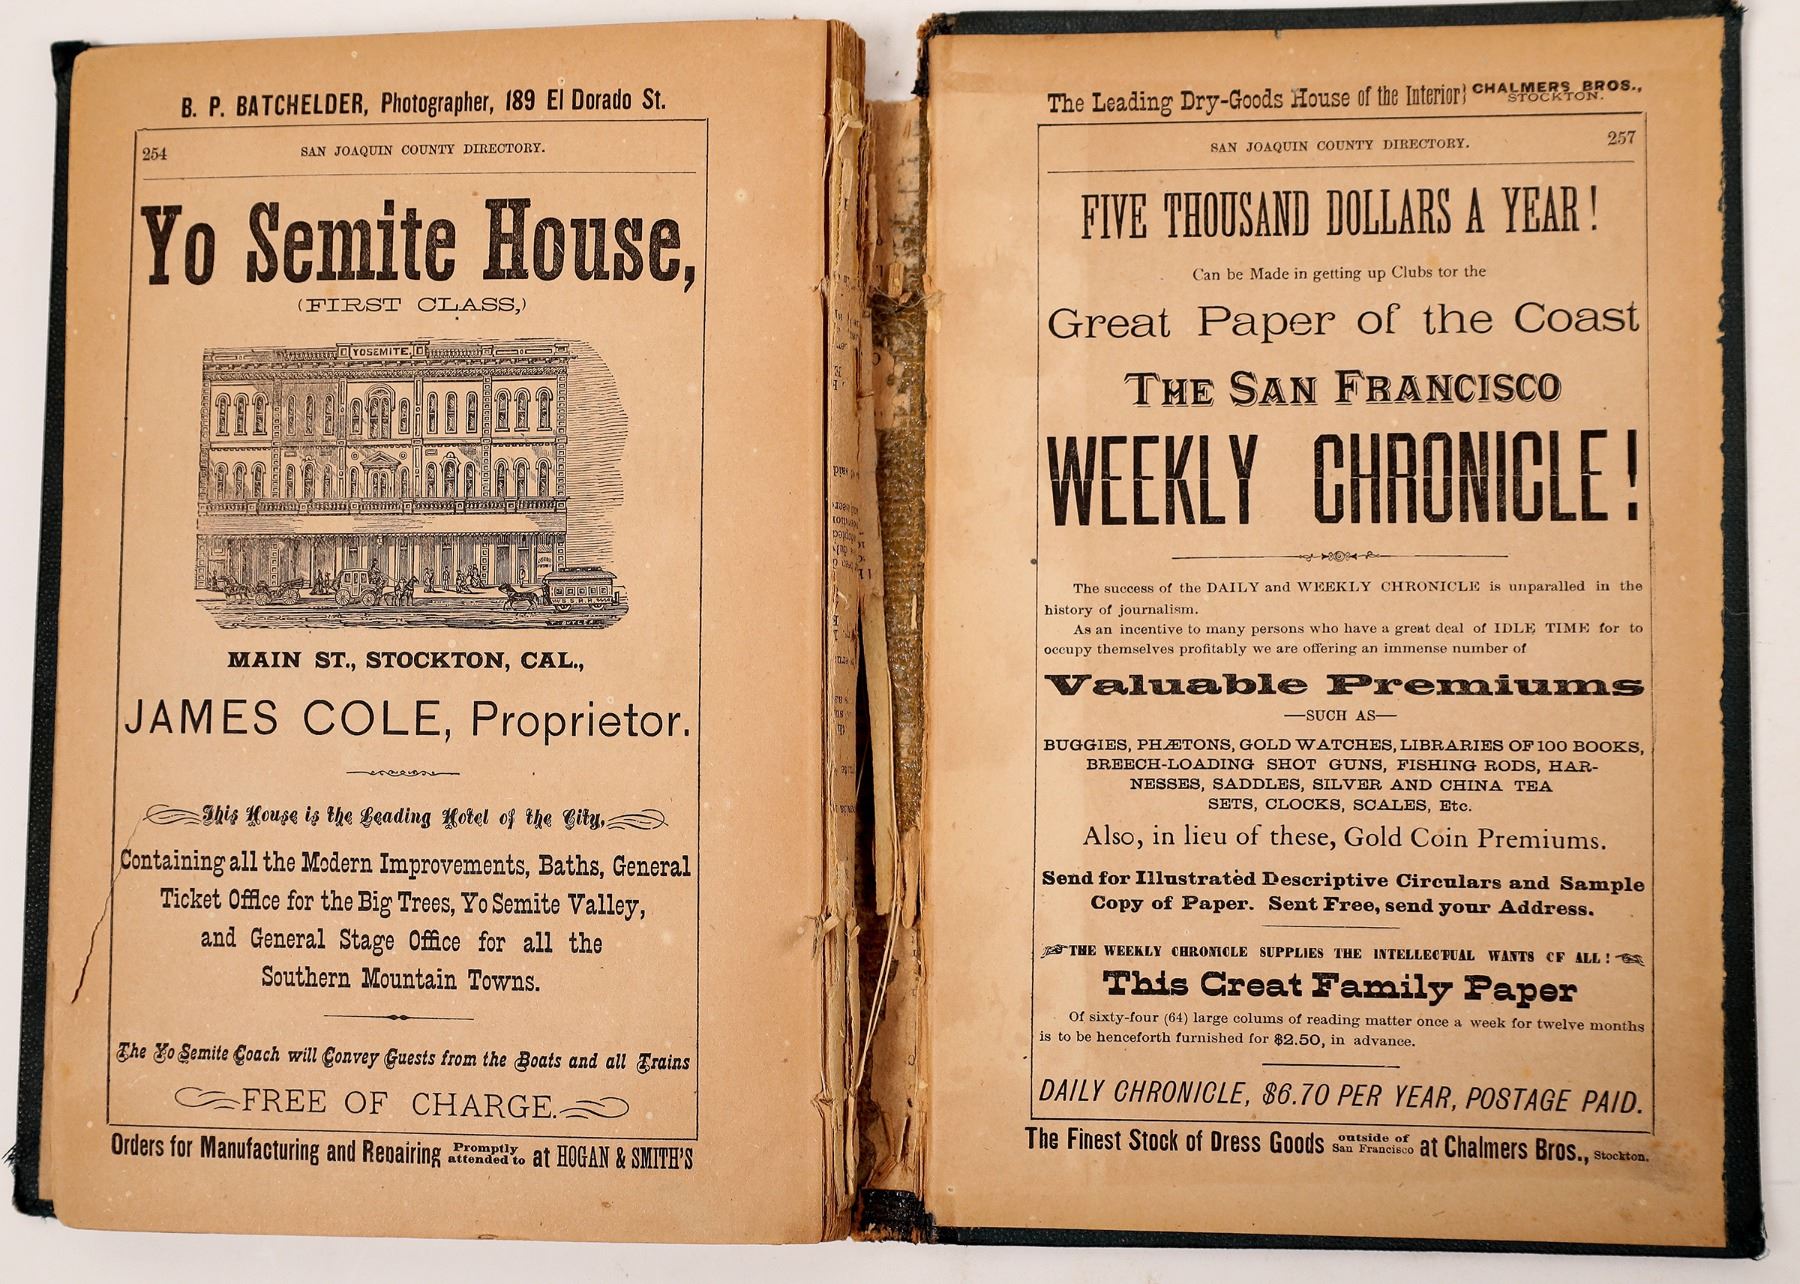 B. P. BATCHELDER, Photographer, 189 El Dorado St.
254
SAN JOAQUIN COUNTY DIRECTORY.
Yo Semite House,
(FIRST CLASS,)
YOSEMITE.
MAIN ST., STOCKTON, CAL.,
JAMES COLE, Proprietor.
This House is the Leading Hotel of the City,
Containing all the Modern Improvements, Baths, General
Ticket Office for the Big Trees, Yo Semite Valley,
and General Stage Office for all the
Southern Mountain Towns.
The Yo Semite Coach will Convey Guests from the Boats and all Trains
FREE OF CHARGE.
Orders for Manufacturing and Repairing Promptly attended to at HOGAN & SMITH'S
The Leading Dry-Goods House of the Interior} CHALMERS BROS., STOCKTON.
SAN JOAQUIN COUNTY DIRECTORY.
257
FIVE THOUSAND DOLLARS A YEAR!
Can be Made in getting up Clubs tor the
Great Paper of the Coast
THE SAN FRANCISCO
WEEKLY CHRONICLE!
The success of the DAILY and WEEKLY CHRONICLE is unparalled in the
history of journalism.
As an incentive to many persons who have a great deal of IDLE TIME for to
occupy themselves profitably we are offering an immense number of
Valuable Premiums
—SUCH AS—
BUGGIES, PHÆTONS, GOLD WATCHES, LIBRARIES OF 100 BOOKS,
BREECH-LOADING SHOT GUNS, FISHING RODS, HAR-
NESSES, SADDLES, SILVER AND CHINA TEA
SETS, CLOCKS, SCALES, Etc.
Also, in lieu of these, Gold Coin Premiums.
Send for Illustrated Descriptive Circulars and Sample
Copy of Paper. Sent Free, send your Address.
THE WEEKLY CHRONICLE SUPPLIES THE INTELLECTUAL WANTS OF ALL!
This Great Family Paper
Of sixty-four (64) large colums of reading matter once a week for twelve months
is to be henceforth furnished for $2.50, in advance.
DAILY CHRONICLE, $6.70 PER YEAR, POSTAGE PAID.
The Finest Stock of Dress Goods outside of San Francisco at Chalmers Bros., Stockton.